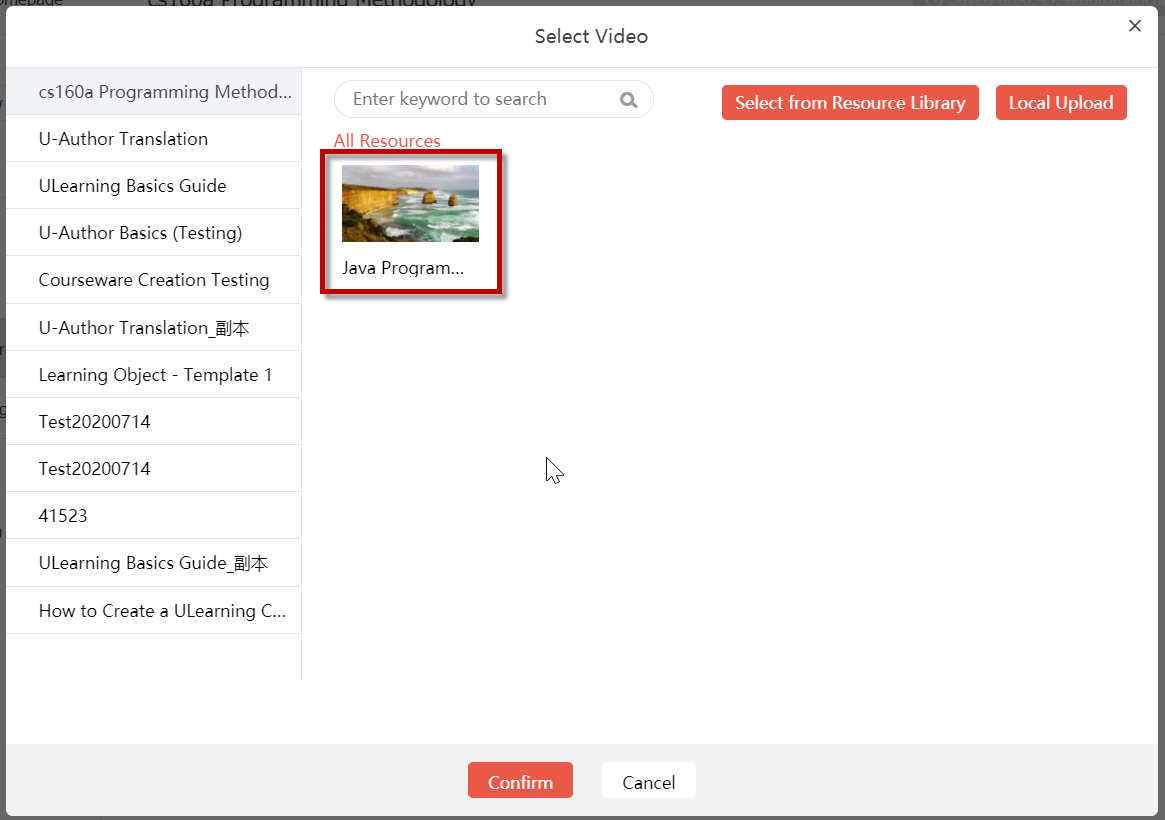 cs160a Programming Methodology
Select Video
cs160a Programming Method...
U-Author Translation
ULearning Basics Guide
U-Author Basics (Testing)
Courseware Creation Testing
U-Author Translation_副本
Learning Object - Template 1
Test20200714
Test20200714
41523
ULearning Basics Guide_副本
How to Create a ULearning C...
Enter keyword to search
Select from Resource Library
Local Upload
All Resources
Java Program...
Confirm
Cancel